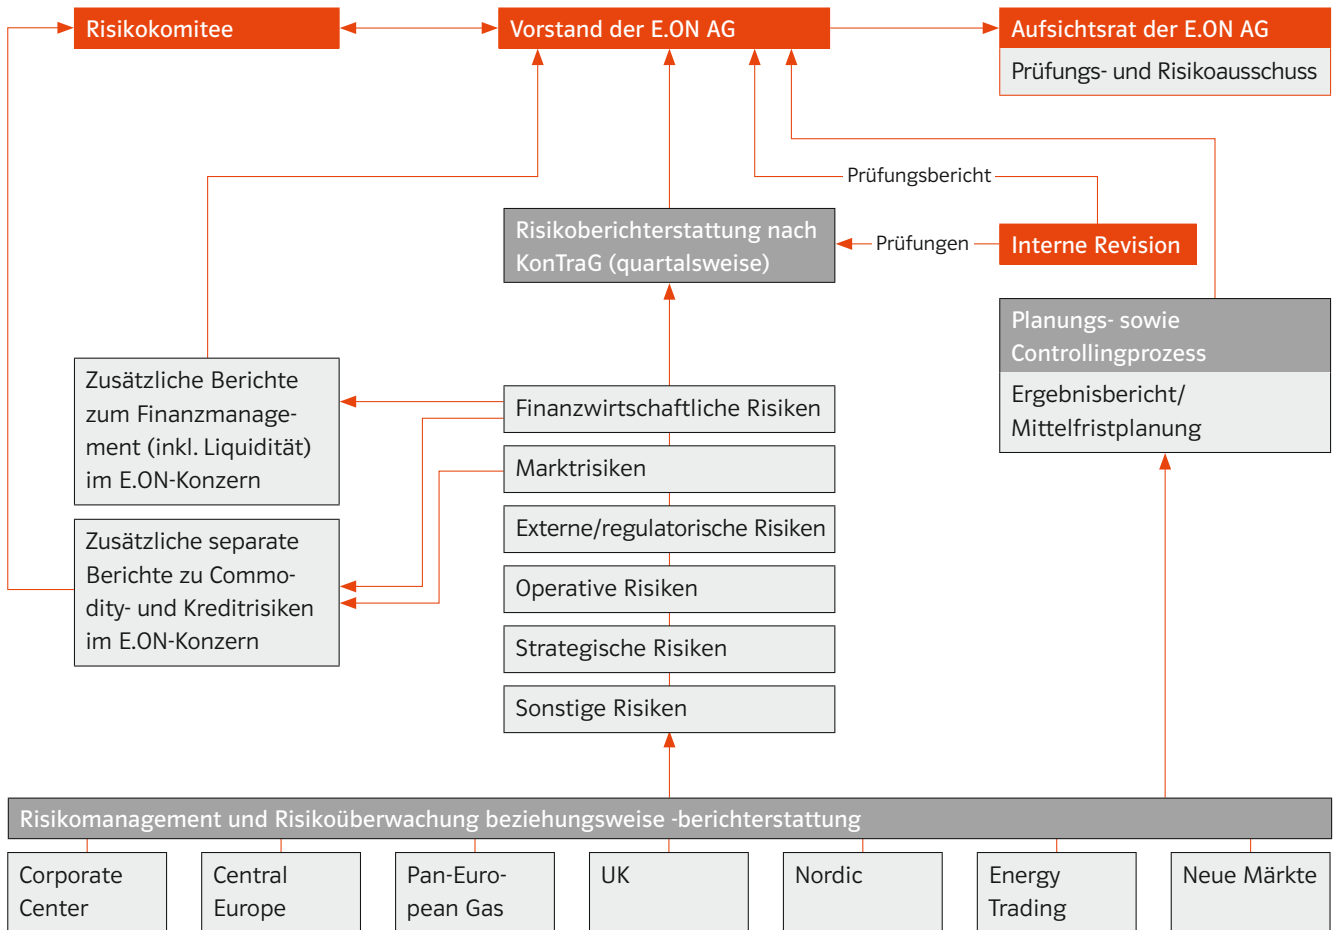 Risikokomitee
Vorstand der E.ON AG
Aufsichtsrat der E.ON AG
Prüfungs- und Risikoausschuss
Prüfungsbericht
Risikoberichterstattung nach
KonTraG (quartalsweise)
Prüfungen
Interne Revision
Planungs- sowie
Controllingprozess
Ergebnisbericht/
Mittelfristplanung
Zusätzliche Berichte
zum Finanzmanage-
ment (inkl. Liquidität)
im E.ON-Konzern
Zusätzliche separate
Berichte zu Commo-
dity- und Kreditrisiken
im E.ON-Konzern
Finanzwirtschaftliche Risiken
Marktrisiken
Externe/regulatorische Risiken
Operative Risiken
Strategische Risiken
Sonstige Risiken
Risikomanagement und Risikoüberwachung beziehungsweise -berichterstattung
Corporate
Center
Central
Europe
Pan-Euro-
pean Gas
UK
Nordic
Energy
Trading
Neue Märkte